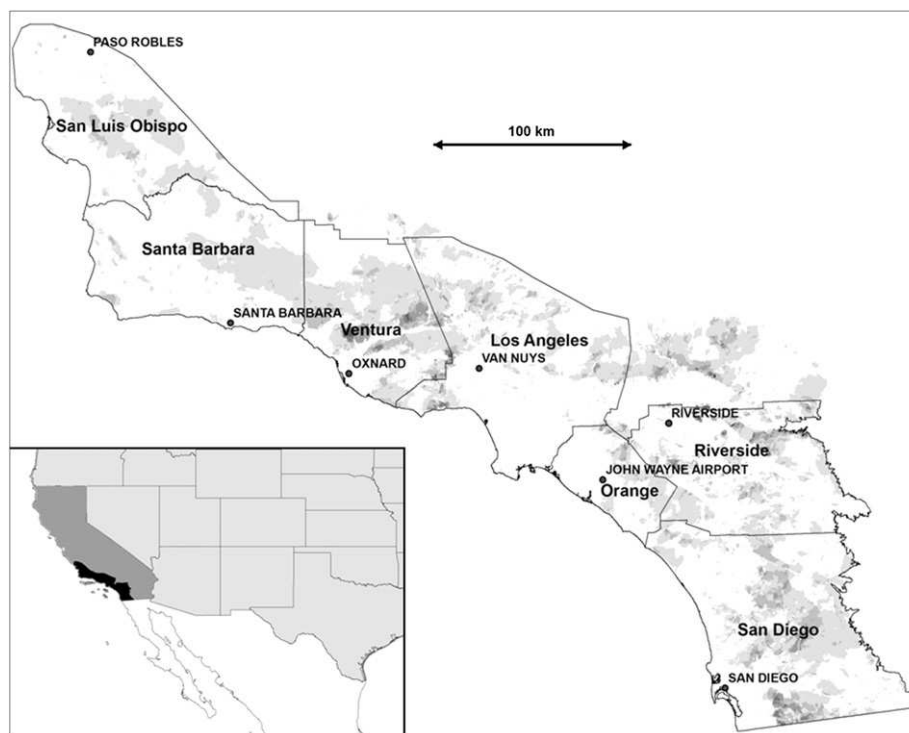 PASO ROBLES
San Luis Obispo
100 km
Santa Barbara
SANTA BARBARA
Ventura
Los Angeles
VAN NUYS
OXNARD
RIVERSIDE
Riverside
JOHN WAYNE AIRPORT
Orange
San Diego
SAN DIEGO